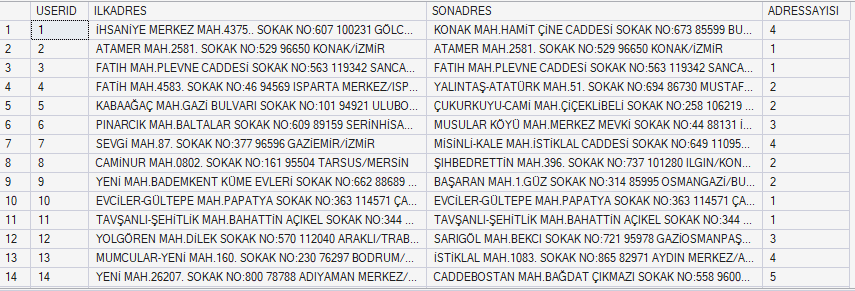 USERID ILKADRES SONADRES ADRESSAYISI
1 1 İHSANİYE MERKEZ MAH.4375.. SOKAK NO:607 100231 GÖLC... KONAK MAH.HAMİT ÇİNE CADDESİ SOKAK NO:673 85599 BU... 4
2 2 ATAMER MAH.2581. SOKAK NO:529 96650 KONAK/İZMİR ATAMER MAH.2581. SOKAK NO:529 96650 KONAK/İZMİR 1
3 3 FATIH MAH.PLEVNE CADDESİ SOKAK NO:563 119342 SANCA... FATIH MAH.PLEVNE CADDESİ SOKAK NO:563 119342 SANCA... 1
4 4 FATİH MAH.4583. SOKAK NO:46 94569 ISPARTA MERKEZ/ISP... YALINTAŞ-ATATÜRK MAH.51. SOKAK NO:694 86730 MUSTAF... 2
5 5 KABAAĞAÇ MAH.GAZİ BULVARI SOKAK NO:101 94921 ULUBO... ÇUKURKUYU-CAMİ MAH.ÇİÇEKLİBELİ SOKAK NO:258 106219 ... 2
6 6 PINARCIK MAH.BALTALAR SOKAK NO:609 89159 SERİNHİSA... MUSULAR KÖYÜ MAH.MERKEZ MEVKİ SOKAK NO:44 88131 İ... 3
7 7 SEVGİ MAH.87. SOKAK NO:377 96596 GAZİEMİR/İZMİR MİSİNLİ-KALE MAH.İSTİKLAL CADDESİ SOKAK NO:649 11095... 4
8 8 CAMİNUR MAH.0802. SOKAK NO:161 95504 TARSUS/MERSİN ŞIHBEDRETTİN MAH.396. SOKAK NO:737 101280 ILGIN/KON... 2
9 9 YENİ MAH.BADEMKENT KÜME EVLERİ SOKAK NO:662 88689 ... BAŞARAN MAH.1.GÜZ SOKAK NO:314 85995 OSMANGAZİ/BU... 2
10 10 EVCİLER-GÜLTEPE MAH.PAPATYA SOKAK NO:363 114571 ÇA... EVCİLER-GÜLTEPE MAH.PAPATYA SOKAK NO:363 114571 ÇA... 1
11 11 TAVŞANLI-ŞEHİTLİK MAH.BAHATTİN AÇIKEL SOKAK NO:344 ... TAVŞANLI-ŞEHİTLİK MAH.BAHATTİN AÇIKEL SOKAK NO:344 ... 1
12 12 YOLGÖREN MAH.DİLEK SOKAK NO:570 112040 ARAKLI/TRAB... SARIGÖL MAH.BEKCI SOKAK NO:721 95978 GAZİOSMANPAŞ... 3
13 13 MUMCULAR-YENİ MAH.160. SOKAK NO:230 76297 BODRUM/... İSTİKLAL MAH.1083. SOKAK NO:865 82971 AYDIN MERKEZ/A... 4
14 14 YENİ MAH.26207. SOKAK NO:800 78788 ADIYAMAN MERKEZ/... CADDEBOSTAN MAH.BAĞDAT ÇIKMAZI SOKAK NO:558 9600... 5